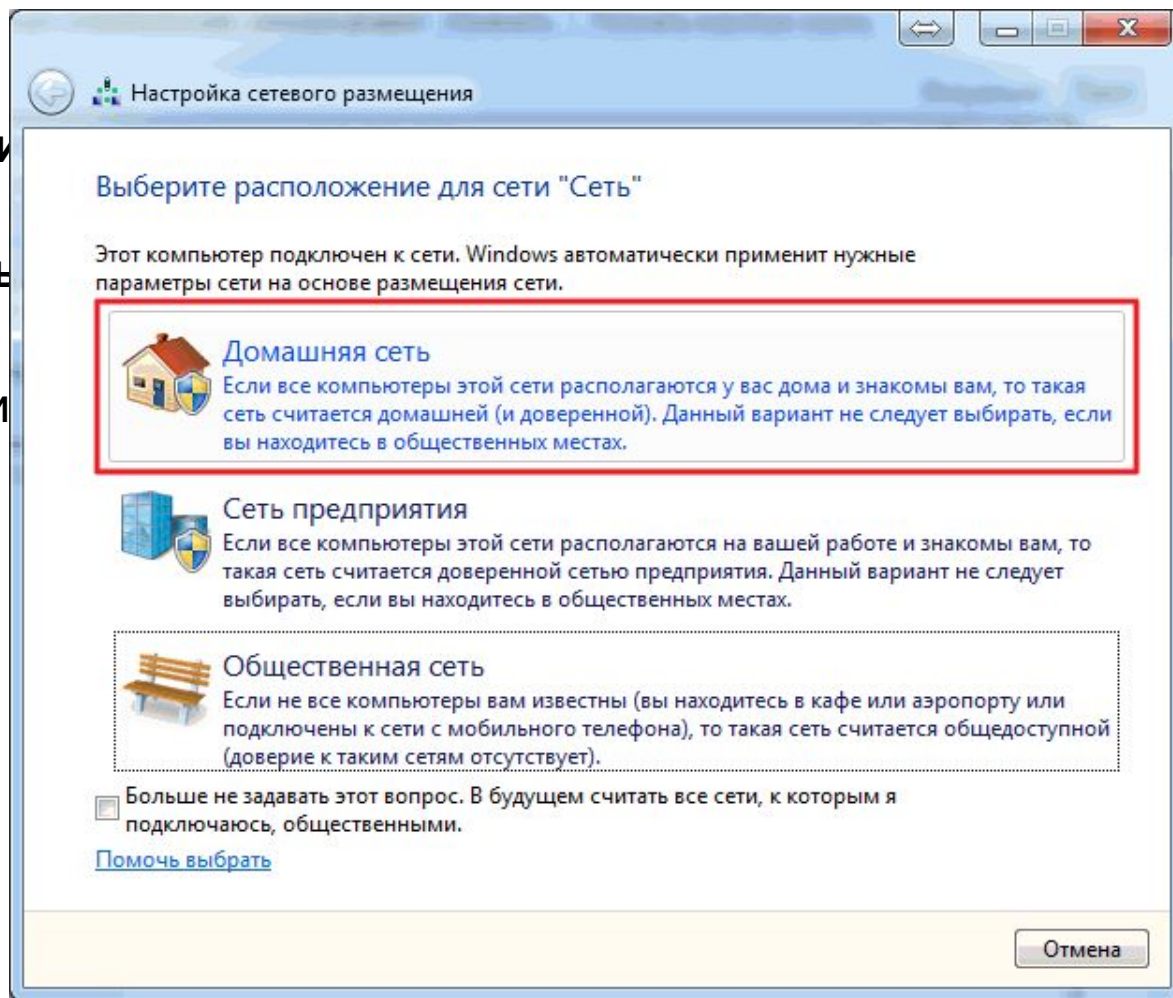 Настройка сетевого размещения
Выберите расположение для сети "Сеть"
Этот компьютер подключен к сети. Windows автоматически применит нужные
параметры сети на основе размещения сети.
Домашняя сеть
Если все компьютеры этой сети располагаются у вас дома и знакомы вам, то такая
сеть считается домашней (и доверенной). Данный вариант не следует выбирать, если
вы находитесь в общественных местах.
Сеть предприятия
Если все компьютеры этой сети располагаются на вашей работе и знакомы вам, то
такая сеть считается доверенной сетью предприятия. Данный вариант не следует
выбирать, если вы находитесь в общественных местах.
Общественная сеть
Если не все компьютеры вам известны (вы находитесь в кафе или аэропорту или
подключены к сети с мобильного телефона), то такая сеть считается общедоступной
(доверие к таким сетям отсутствует).
Больше не задавать этот вопрос. В будущем считать все сети, к которым я
подключаюсь, общественными.
Помочь выбрать
Отмена